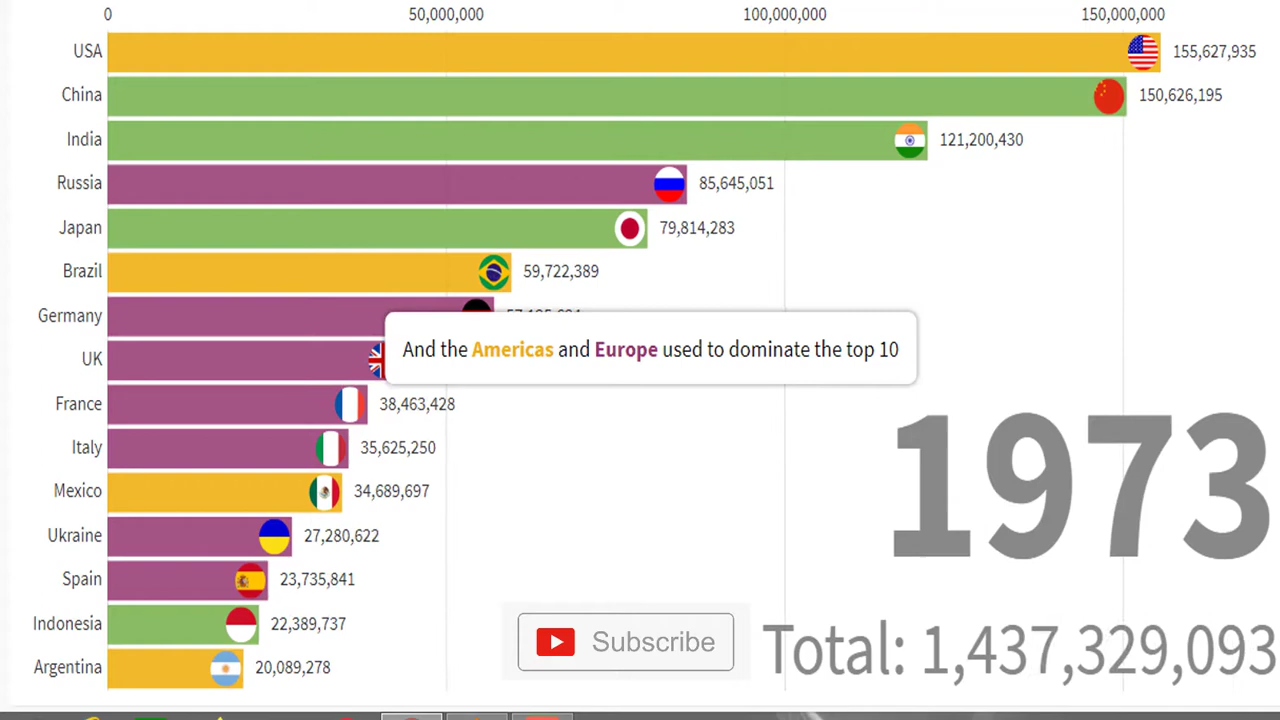 0 50,000,000 100,000,000 150,000,000
USA 155,627,935
China 150,626,195
India 121,200,430
Russia 85,645,051
Japan 79,814,283
Brazil 59,722,389
Germany
And the Americas and Europe used to dominate the top 10
UK
France 38,463,428
Italy 35,625,250
Mexico 34,689,697
Ukraine 27,280,622
Spain 23,735,841
Indonesia 22,389,737
Argentina 20,089,278
1973
Subscribe
Total: 1,437,329,093